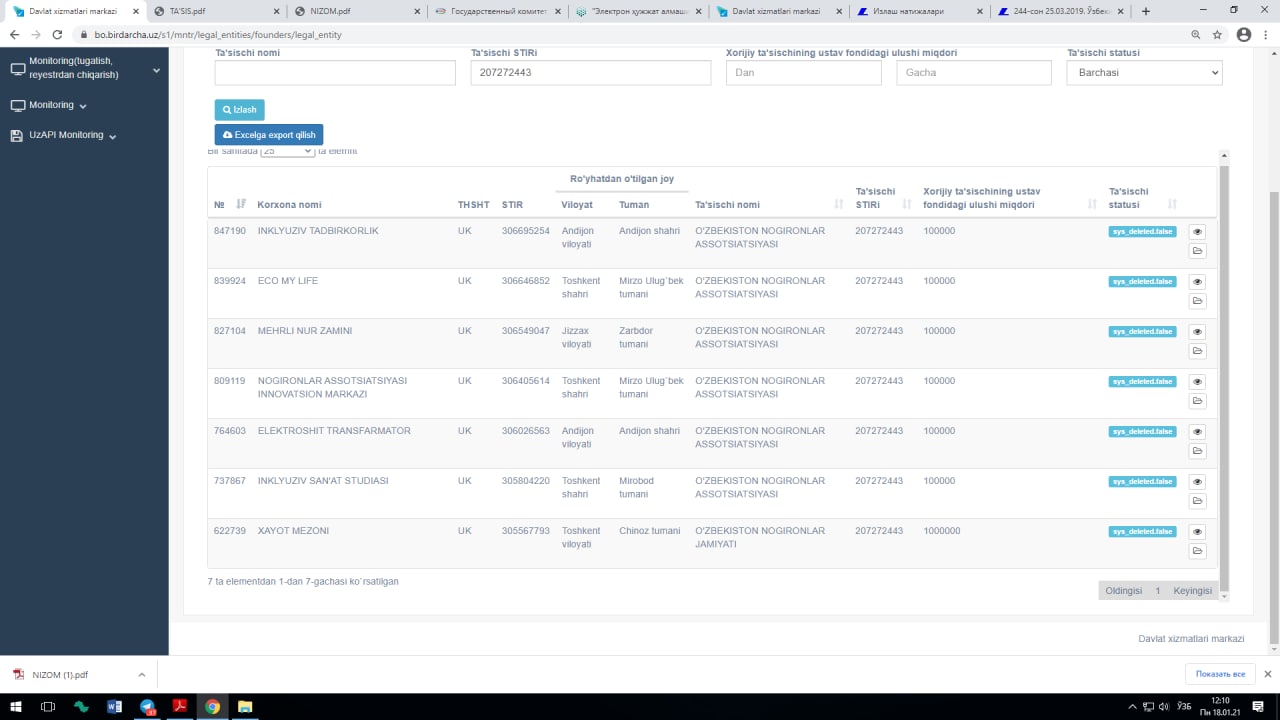 Davlat xizmatlari markazi
TA'SIS.pdf
NIZOM.pdf
Государственный комитет
"Электрон ҳужжат алмаши
Davlat xizmatlari markazi
Излаш натижалари
244-сон 25.03.2019. Ўзбек
bo.birdarcha.uz/s1/mntr/legal_entities/founders/legal_entity
Monitoring(tugatish,
reyestrdan chiqarish)
Monitoring
UzAPI Monitoring
Ta'sischi nomi
Ta'sischi STIRi
Xorijiy ta'sischining ustav fondidagi ulushi miqdori
Ta'sischi statusi
207272443
Dan
Gacha
Barchasi
Izlash
Excelga export qilish
Bir sahifada 25 ta elemnt
Ro'yhatdan o'tilgan joy
№
Korxona nomi
THSHT
STIR
Viloyat
Tuman
Ta'sischi nomi
Ta'sischi
STIRi
Xorijiy ta'sischining ustav
fondidagi ulushi miqdori
Ta'sischi
statusi
847190 INKLYUZIV TADBIRKORLIK UK 306695254 Andijon Andijon shahri O'ZBEKISTON NOGIRONLAR 207272443 100000 sys_deleted.false
viloyati ASSOTSIATSIYASI
839924 ECO MY LIFE UK 306646852 Toshkent Mirzo Ulug`bek O'ZBEKISTON NOGIRONLAR 207272443 100000 sys_deleted.false
shahri tumani ASSOTSIATSIYASI
827104 MEHRLI NUR ZAMINI UK 306549047 Jizzax Zarbdor O'ZBEKISTON NOGIRONLAR 207272443 100000 sys_deleted.false
viloyati tumani ASSOTSIATSIYASI
809119 NOGIRONLAR ASSOTSIATSIYASI UK 306405614 Toshkent Mirzo Ulug`bek O'ZBEKISTON NOGIRONLAR 207272443 100000 sys_deleted.false
INNOVATSION MARKAZI shahri tumani ASSOTSIATSIYASI
764603 ELEKTROSHIT TRANSFARMATOR UK 306026563 Andijon Andijon shahri O'ZBEKISTON NOGIRONLAR 207272443 100000 sys_deleted.false
viloyati ASSOTSIATSIYASI
737867 INKLYUZIV SAN'AT STUDIASI UK 305804220 Toshkent Mirobod O'ZBEKISTON NOGIRONLAR 207272443 100000 sys_deleted.false
shahri tumani ASSOTSIATSIYASI
622739 XAYOT MEZONI UK 305567793 Toshkent Chinoz tumani O'ZBEKISTON NOGIRONLAR 207272443 1000000 sys_deleted.false
viloyati JAMIYATI
7 ta elementdan 1-dan 7-gachasi ko`rsatilgan
Oldingisi 1 Keyingisi
Davlat xizmatlari markazi
NIZOM (1).pdf
Показать все
ЎЗБ
12:10
Пн 18.01.21